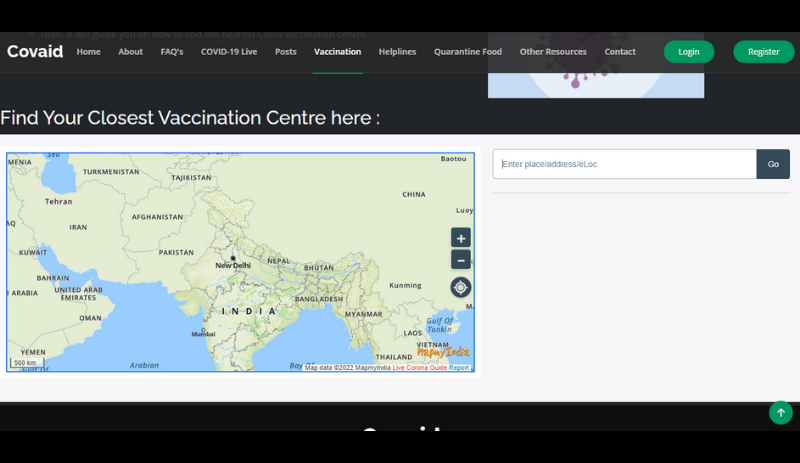 Then, it will guide you on how to find the nearest Covid vaccination centre.
Covaid Home About FAQ's COVID-19 Live Posts Vaccination Helplines Quarantine Food Other Resources Contact Login Register
Find Your Closest Vaccination Centre here :
Enter place/address/eLoc Go
Baotou
MENIA
TURKMENISTAN
TAJIKISTAN
CHINA
Tehran
Luoy
AFGHANISTAN
IRAN
AQ
PAKISTAN
+
KUWAIT
NEPAL
New Delhi
BHUTAN
−
BAHRAIN
Kunming
UNITED ARAB
EMIRATES
ARABIA
BANGLADESH
INDIA
OMAN
MYANMAR
Gulf Of
Tonkin
Mumbai
LAOS
VIETNAM
MapmyIndia
YEMEN
THAILAND
500 km
Arabian
Bay Of
Gulf Of
Map data ©2022 MapmyIndia Live Corona Guide Report